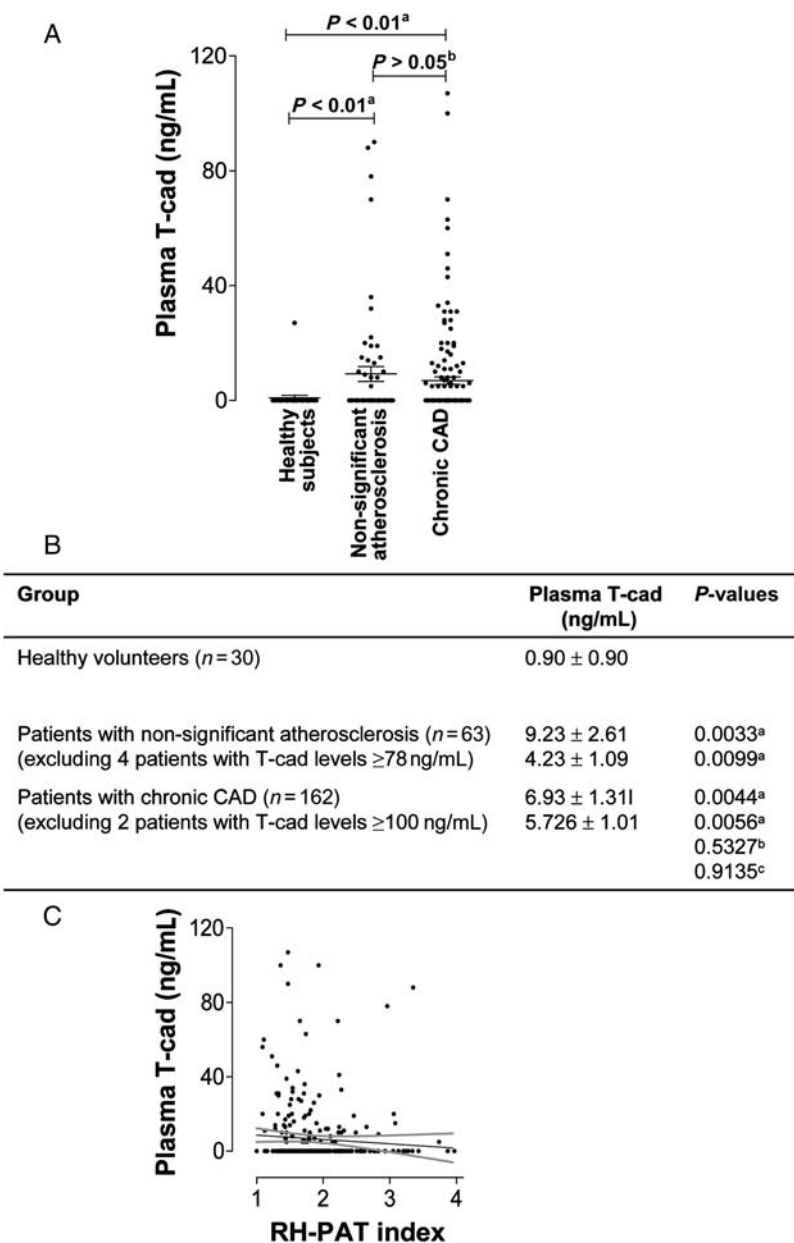 A
P < 0.01ᵃ
P > 0.05ᵇ
P < 0.01ᵃ
Plasma T-cad (ng/mL)
120
80
40
0
Healthy
subjects
Non-significant
atherosclerosis
Chronic CAD
B
Group Plasma T-cad P-values
(ng/mL)
Healthy volunteers (n=30) 0.90 ± 0.90
Patients with non-significant atherosclerosis (n=63) 9.23 ± 2.61 0.0033ᵃ
(excluding 4 patients with T-cad levels ≥78 ng/mL) 4.23 ± 1.09 0.0099ᵃ
Patients with chronic CAD (n=162) 6.93 ± 1.31l 0.0044ᵃ
(excluding 2 patients with T-cad levels ≥100 ng/mL) 5.726 ± 1.01 0.0056ᵃ
0.5327ᵇ
0.9135ᶜ
C
Plasma T-cad (ng/mL)
120
80
40
0
1 2 3 4
RH-PAT index